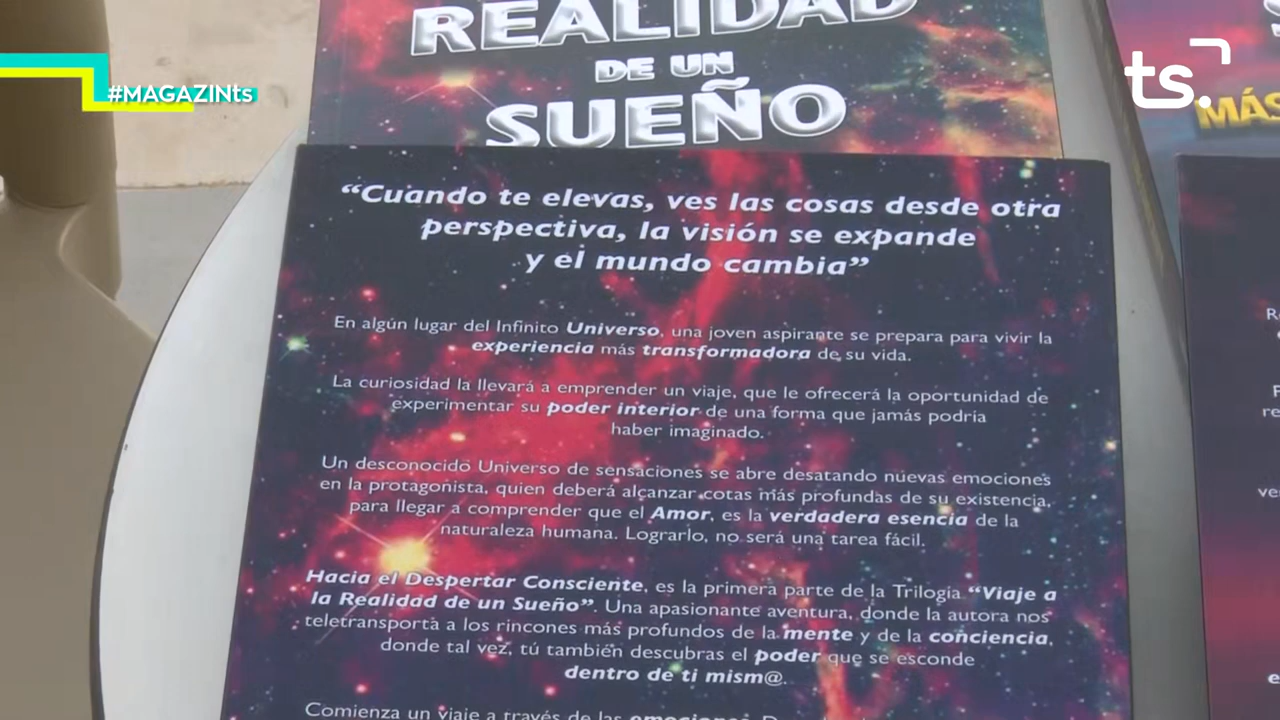 #MAGAZINts
ts.
REALIDAD
DE UN
SUEÑO
MÁS
“Cuando te elevas, ves las cosas desde otra
perspectiva, la visión se expande
y el mundo cambia”
En algún lugar del Infinito Universo, una joven aspirante se prepara para vivir la
experiencia más transformadora de su vida.
La curiosidad la llevará a emprender un viaje, que le ofrecerá la oportunidad de
experimentar su poder interior de una forma que jamás podría
haber imaginado.
Un desconocido Universo de sensaciones se abre desatando nuevas emociones
en la protagonista, quien deberá alcanzar cotas más profundas de su existencia,
para llegar a comprender que el Amor, es la verdadera esencia de la
naturaleza humana. Lograrlo, no será una tarea fácil.
Hacia el Despertar Consciente, es la primera parte de la Trilogia “Viaje a
la Realidad de un Sueño”. Una apasionante aventura, donde la autora nos
teletransporta a los rincones más profundos de la mente y de la conciencia,
donde tal vez, tú también descubras el poder que se esconde
dentro de ti mism@.
Comienza un viaje a través de las emociones.